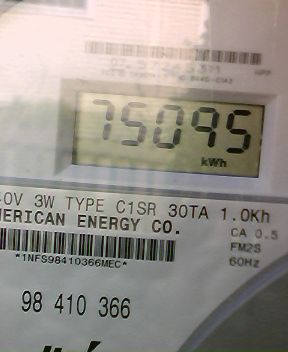 75095
kWh
0V 3W TYPE C1SR 30TA 1.0Kh
MERICAN ENERGY CO.
CA 0.5
FM2S
60Hz
*1NFS98410366MEC*
98 410 366